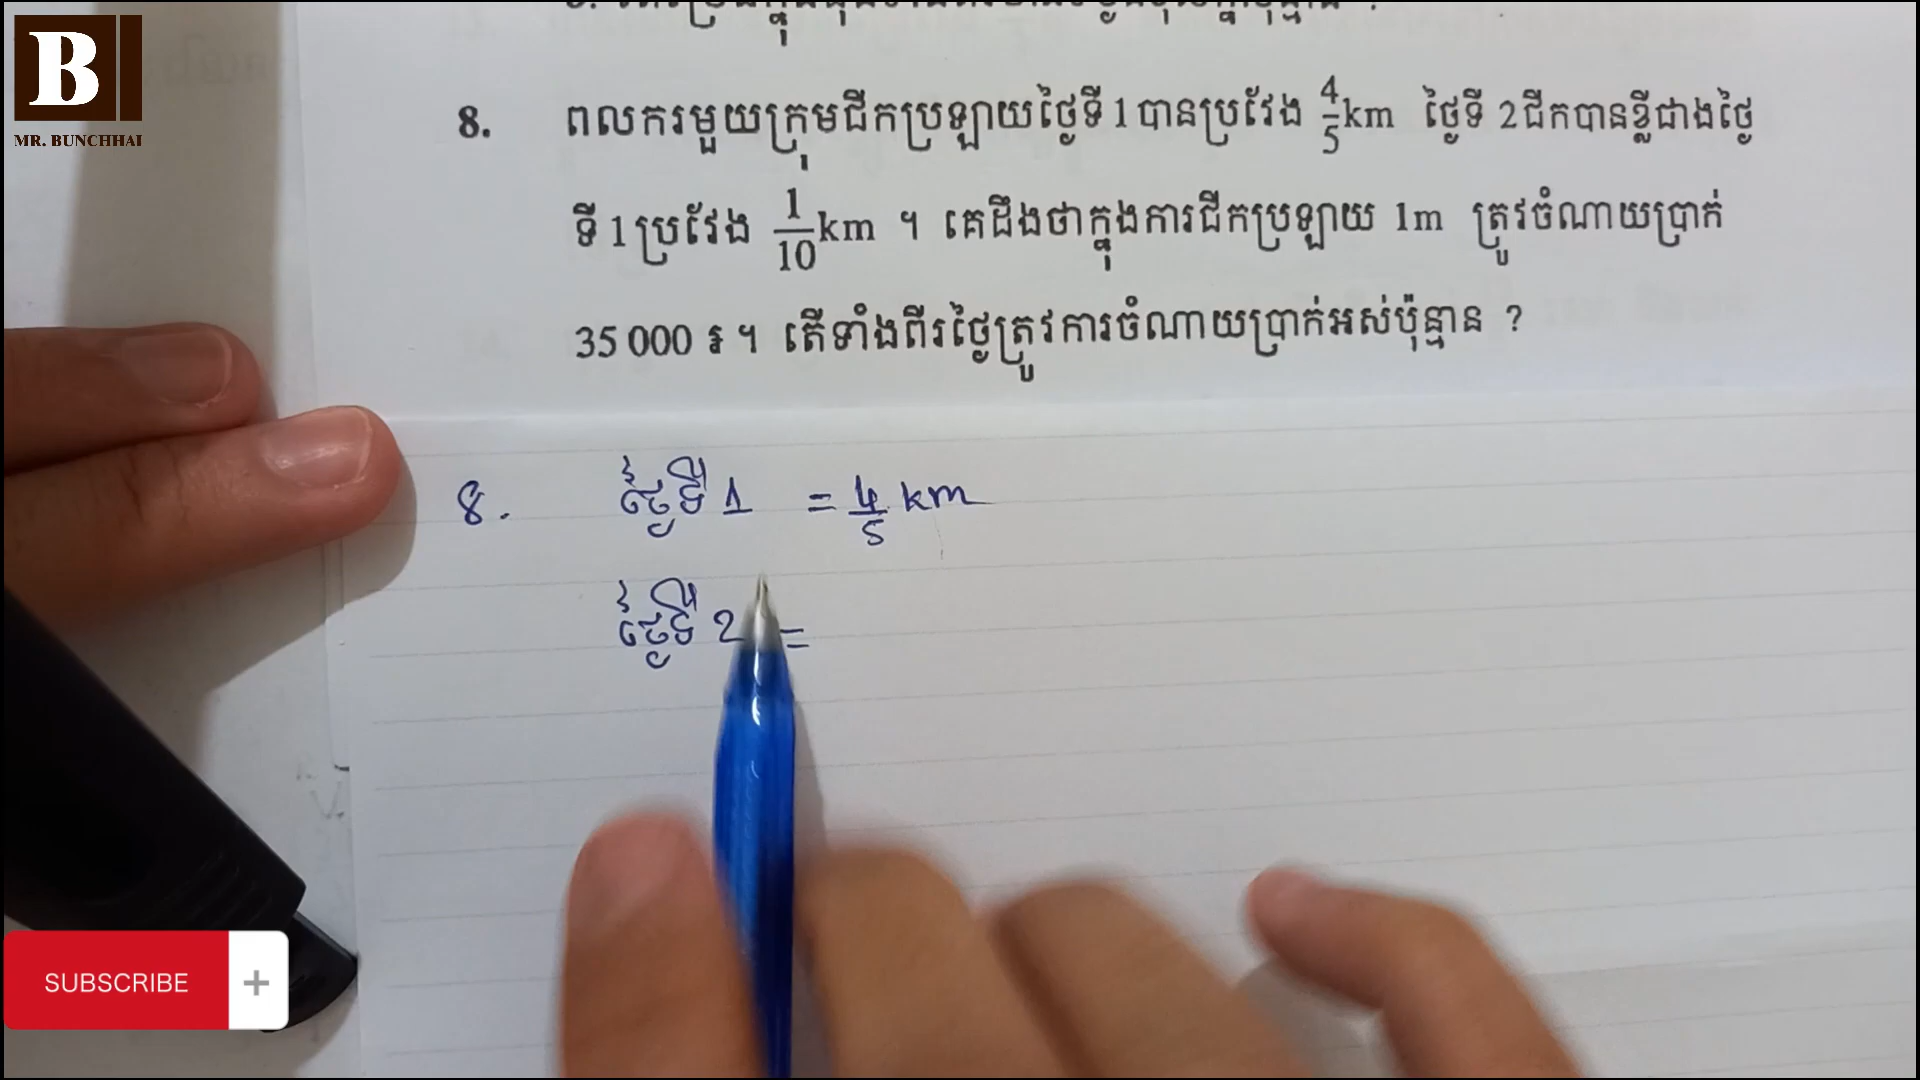 B
MR. BUNCHHAI
8. ពលករមួយក្រុមជីកប្រឡាយថ្ងៃទី 1 បានប្រវែង 4/5 km ថ្ងៃទី 2 ជីកបានខ្លីជាងថ្ងៃ
ទី 1 ប្រវែង 1/10 km ។ គេដឹងថាក្នុងការជីកប្រឡាយ 1m ត្រូវចំណាយប្រាក់
35 000 ៛ ។ តើទាំងពីរថ្ងៃត្រូវការចំណាយប្រាក់អស់ប៉ុន្មាន ?
8. ថ្ងៃទី 1 = 4/5 km
ថ្ងៃទី 2 =
SUBSCRIBE +